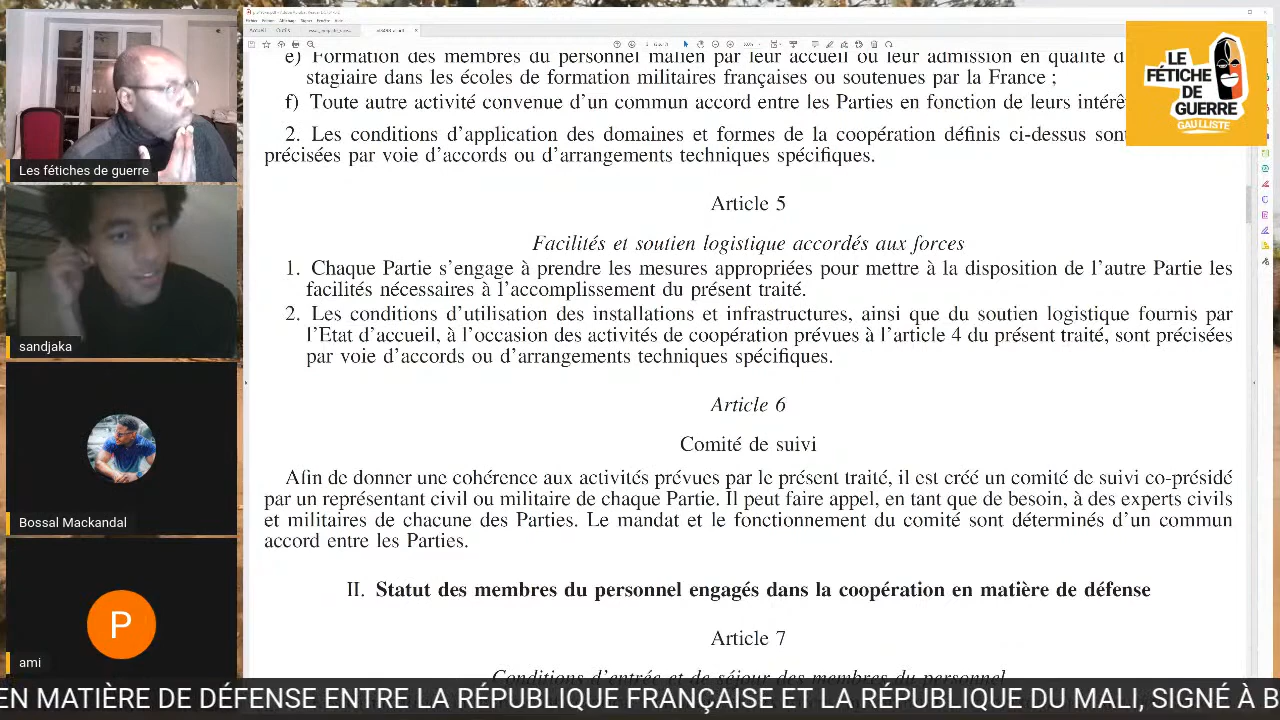 LE
FÉTICHE
DE
GUERRE
GAULLISTE
Les fétiches de guerre
sandjaka
Bossal Mackandal
P
ami
e) Formation des membres du personnel malien par leur accueil ou leur admission en qualité d
stagiaire dans les écoles de formation militaires françaises ou soutenues par la France ;
f) Toute autre activité convenue d’un commun accord entre les Parties en fonction de leurs intérê
2. Les conditions d’application des domaines et formes de la coopération définis ci-dessus sont
précisées par voie d’accords ou d’arrangements techniques spécifiques.
Article 5
Facilités et soutien logistique accordés aux forces
1. Chaque Partie s’engage à prendre les mesures appropriées pour mettre à la disposition de l’autre Partie les
facilités nécessaires à l’accomplissement du présent traité.
2. Les conditions d’utilisation des installations et infrastructures, ainsi que du soutien logistique fournis par
l’Etat d’accueil, à l’occasion des activités de coopération prévues à l’article 4 du présent traité, sont précisées
par voie d’accords ou d’arrangements techniques spécifiques.
Article 6
Comité de suivi
Afin de donner une cohérence aux activités prévues par le présent traité, il est créé un comité de suivi co-présidé
par un représentant civil ou militaire de chaque Partie. Il peut faire appel, en tant que de besoin, à des experts civils
et militaires de chacune des Parties. Le mandat et le fonctionnement du comité sont déterminés d’un commun
accord entre les Parties.
II. Statut des membres du personnel engagés dans la coopération en matière de défense
Article 7
Conditions d’entrée et de séjour des membres du personnel
EN MATIÈRE DE DÉFENSE ENTRE LA RÉPUBLIQUE FRANÇAISE ET LA RÉPUBLIQUE DU MALI, SIGNÉ À B